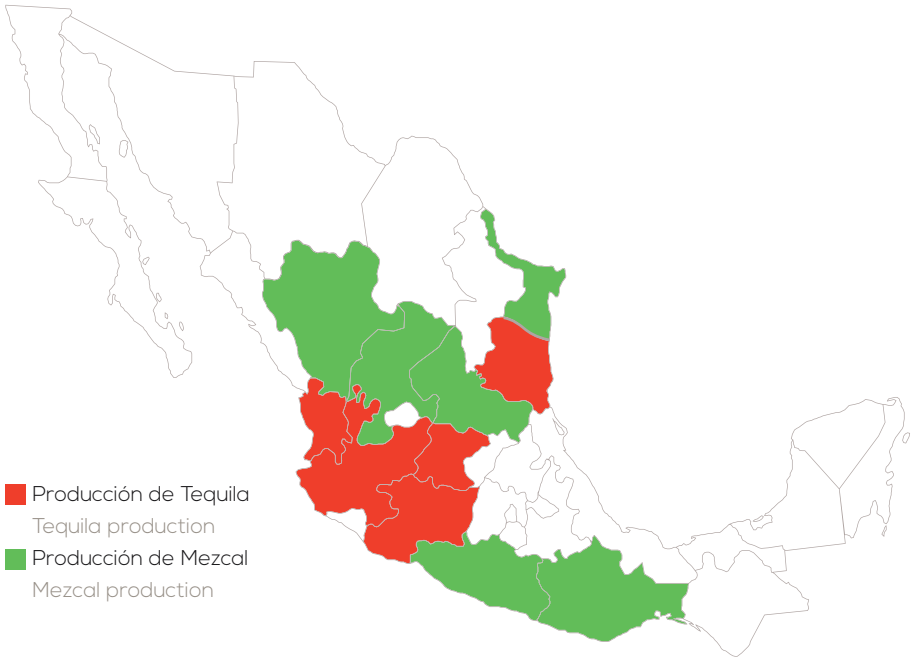 Producción de Tequila
Tequila production
Producción de Mezcal
Mezcal production